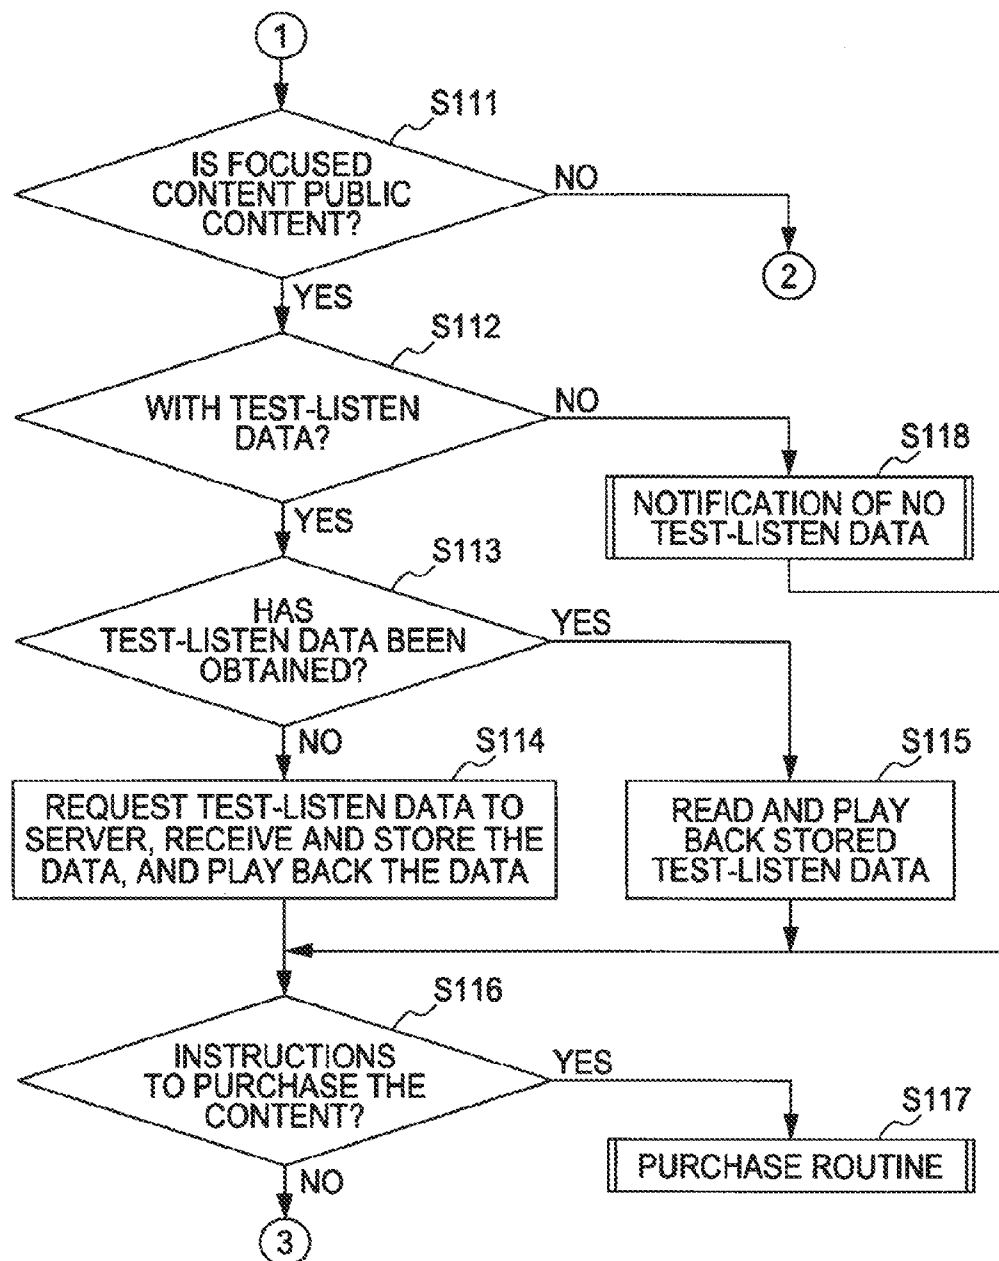 1
S111
IS FOCUSED
CONTENT PUBLIC
CONTENT?
NO
2
YES
S112
WITH TEST-LISTEN
DATA?
NO
S118
NOTIFICATION OF NO
TEST-LISTEN DATA
YES
S113
HAS
TEST-LISTEN DATA BEEN
OBTAINED?
YES
NO
S114
REQUEST TEST-LISTEN DATA TO
SERVER, RECEIVE AND STORE THE
DATA, AND PLAY BACK THE DATA
S115
READ AND PLAY
BACK STORED
TEST-LISTEN DATA
S116
INSTRUCTIONS
TO PURCHASE THE
CONTENT?
YES
S117
PURCHASE ROUTINE
NO
3